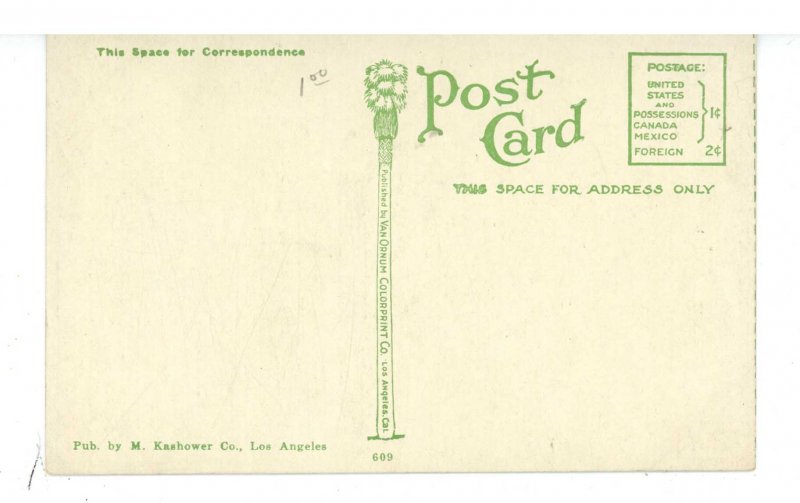 This Space for Correspondence
1 00
Post
Card
POSTAGE:
UNITED
STATES
AND
POSSESSIONS
CANADA
MEXICO
1¢
FOREIGN 2¢
THIS SPACE FOR ADDRESS ONLY
Published by VAN ORNUM COLORPRINT CO. LOS ANGELES. CAL
Pub. by M. Kashower Co., Los Angeles
609